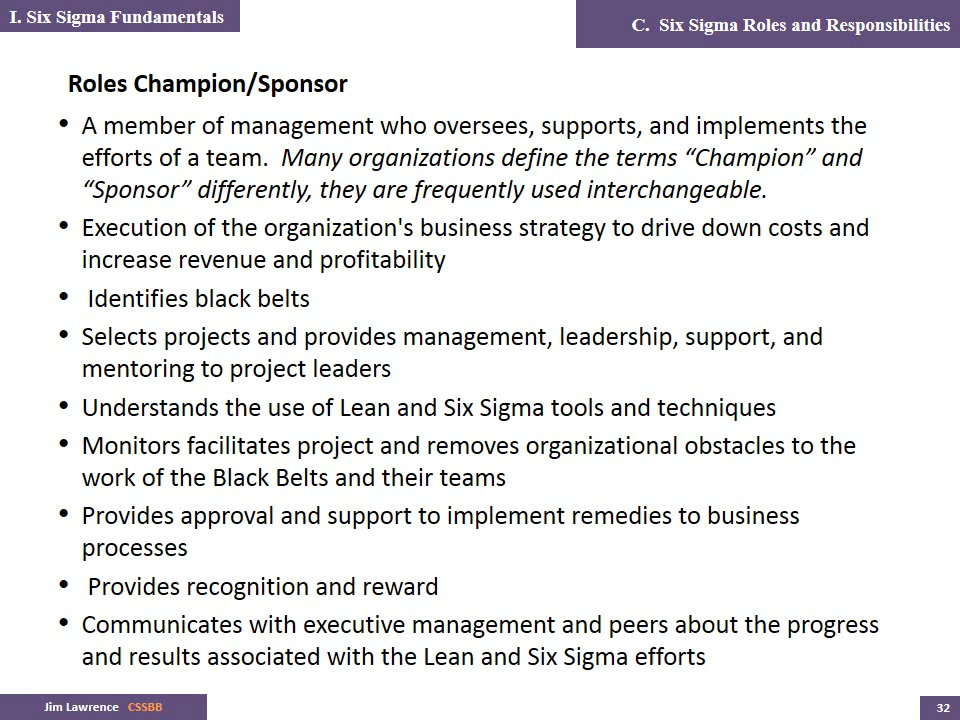 I. Six Sigma Fundamentals
C. Six Sigma Roles and Responsibilities
Roles Champion/Sponsor
• A member of management who oversees, supports, and implements the
efforts of a team. Many organizations define the terms “Champion” and
“Sponsor” differently, they are frequently used interchangeable.
• Execution of the organization's business strategy to drive down costs and
increase revenue and profitability
• Identifies black belts
• Selects projects and provides management, leadership, support, and
mentoring to project leaders
• Understands the use of Lean and Six Sigma tools and techniques
• Monitors facilitates project and removes organizational obstacles to the
work of the Black Belts and their teams
• Provides approval and support to implement remedies to business
processes
• Provides recognition and reward
• Communicates with executive management and peers about the progress
and results associated with the Lean and Six Sigma efforts
Jim Lawrence CSSBB
32